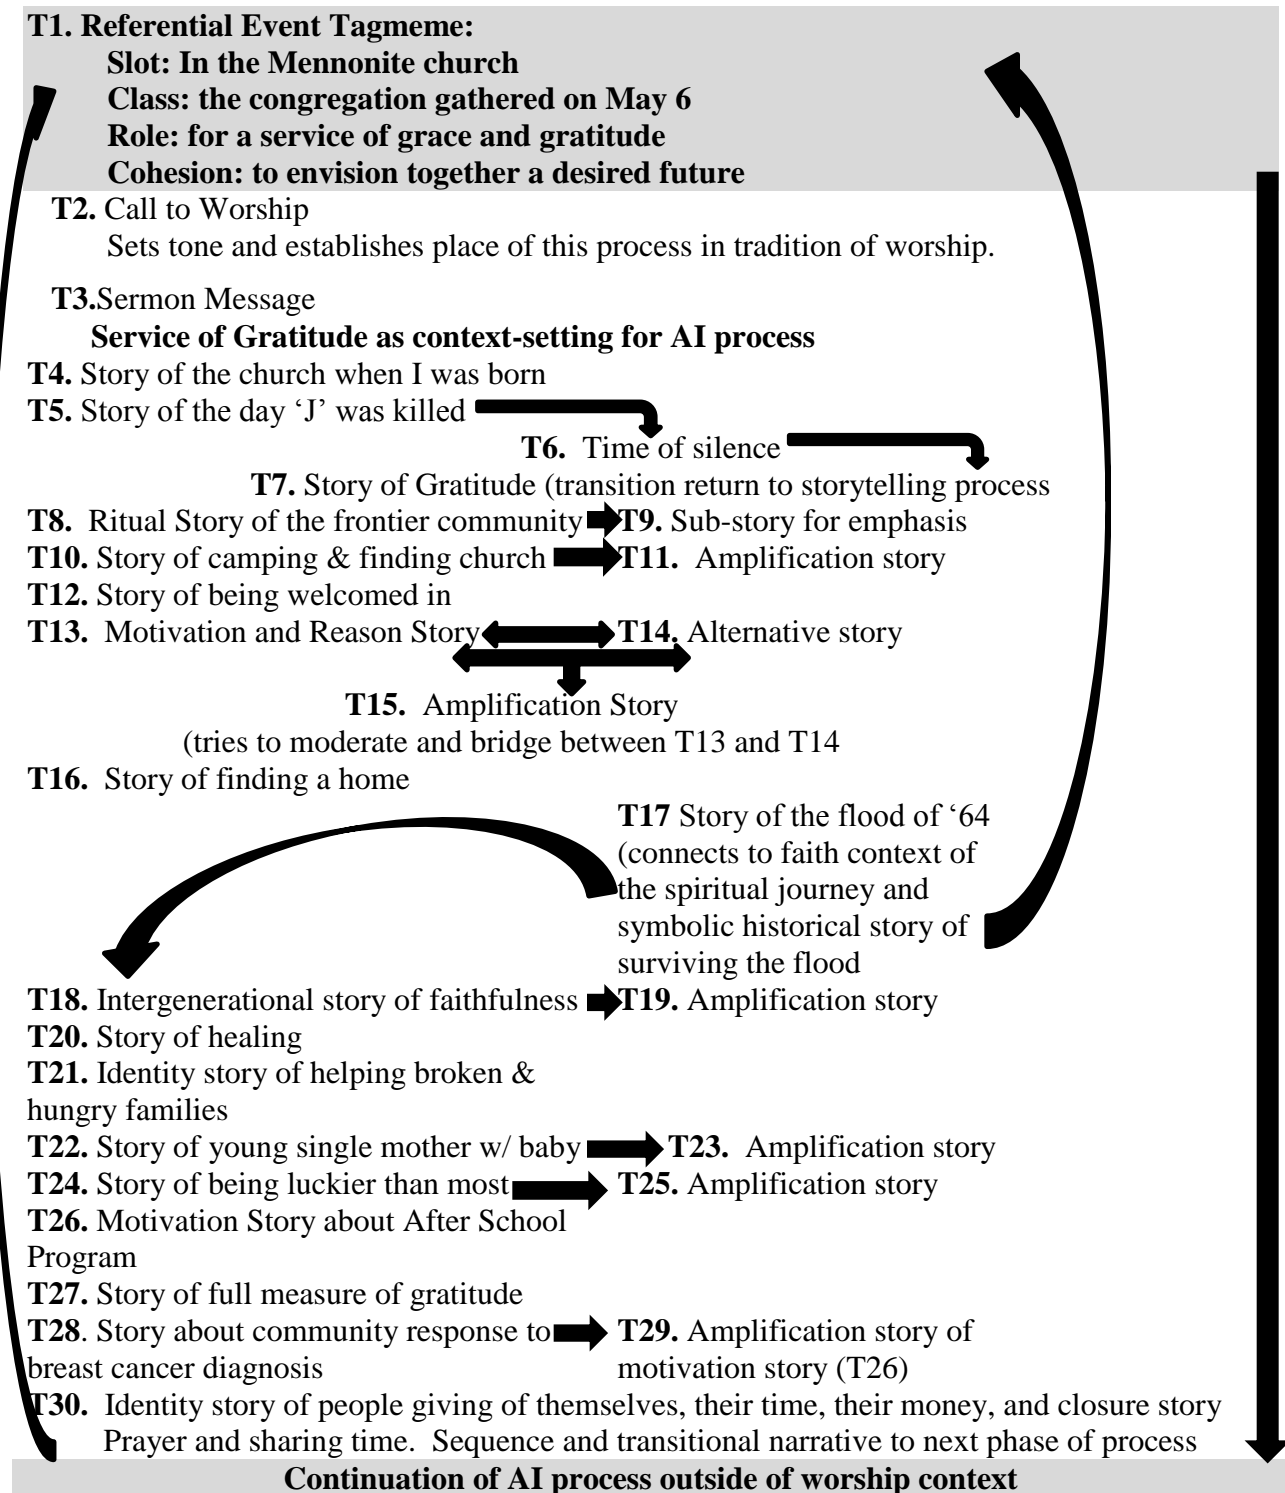 T1. Referential Event Tagmeme:
Slot: In the Mennonite church
Class: the congregation gathered on May 6
Role: for a service of grace and gratitude
Cohesion: to envision together a desired future
T2. Call to Worship
Sets tone and establishes place of this process in tradition of worship.
T3.Sermon Message
Service of Gratitude as context-setting for AI process
T4. Story of the church when I was born
T5. Story of the day ‘J’ was killed
T6. Time of silence
T7. Story of Gratitude (transition return to storytelling process
T8. Ritual Story of the frontier community T9. Sub-story for emphasis
T10. Story of camping & finding church T11. Amplification story
T12. Story of being welcomed in
T13. Motivation and Reason Story T14. Alternative story
T15. Amplification Story
(tries to moderate and bridge between T13 and T14
T16. Story of finding a home
T17 Story of the flood of ‘64
(connects to faith context of
the spiritual journey and
symbolic historical story of
surviving the flood
T18. Intergenerational story of faithfulness T19. Amplification story
T20. Story of healing
T21. Identity story of helping broken &
hungry families
T22. Story of young single mother w/ baby T23. Amplification story
T24. Story of being luckier than most T25. Amplification story
T26. Motivation Story about After School
Program
T27. Story of full measure of gratitude
T28. Story about community response to T29. Amplification story of
breast cancer diagnosis motivation story (T26)
T30. Identity story of people giving of themselves, their time, their money, and closure story
Prayer and sharing time. Sequence and transitional narrative to next phase of process
Continuation of AI process outside of worship context